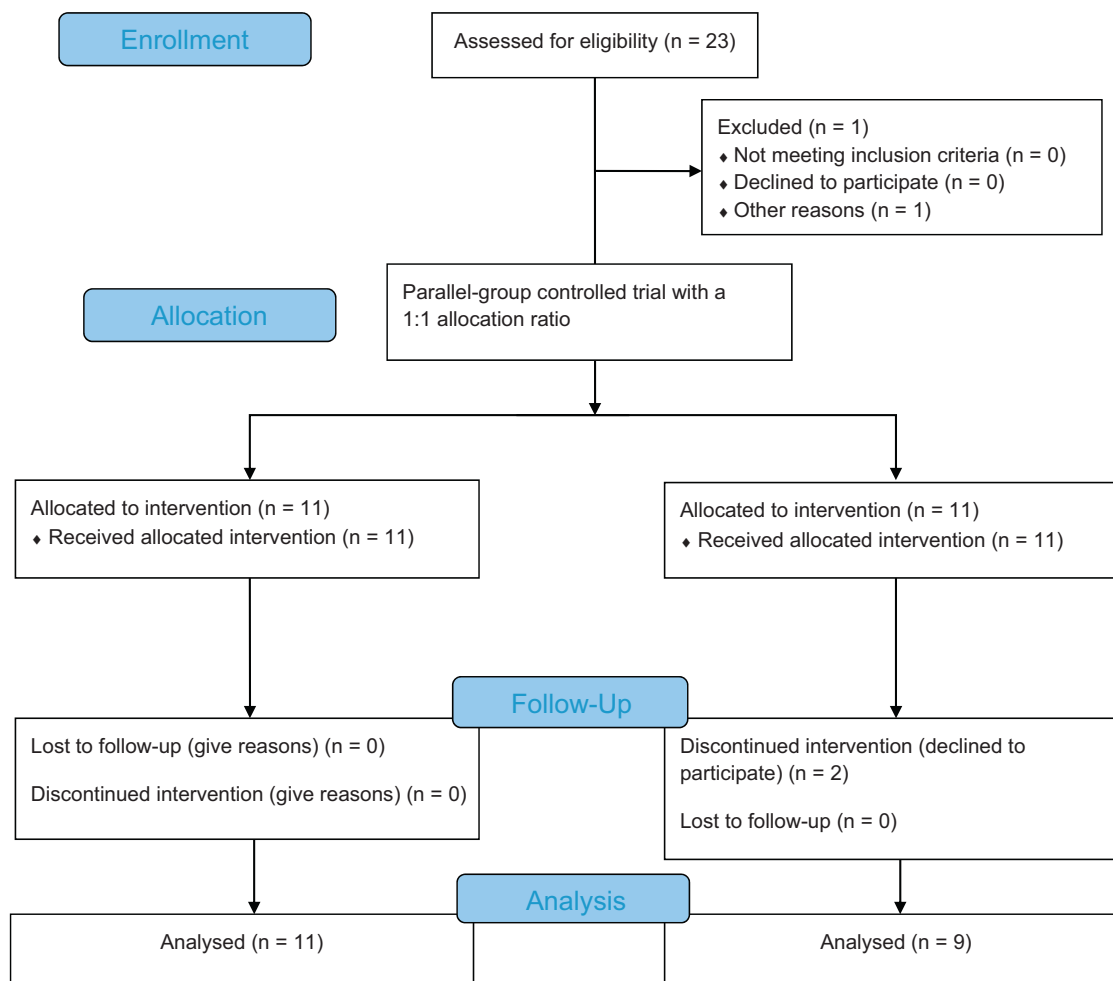 Enrollment
Assessed for eligibility (n = 23)
Excluded (n = 1)
♦ Not meeting inclusion criteria (n = 0)
♦ Declined to participate (n = 0)
♦ Other reasons (n = 1)
Allocation
Parallel-group controlled trial with a
1:1 allocation ratio
Allocated to intervention (n = 11)
♦ Received allocated intervention (n = 11)
Allocated to intervention (n = 11)
♦ Received allocated intervention (n = 11)
Follow-Up
Lost to follow-up (give reasons) (n = 0)
Discontinued intervention (give reasons) (n = 0)
Discontinued intervention (declined to
participate) (n = 2)
Lost to follow-up (n = 0)
Analysis
Analysed (n = 11)
Analysed (n = 9)